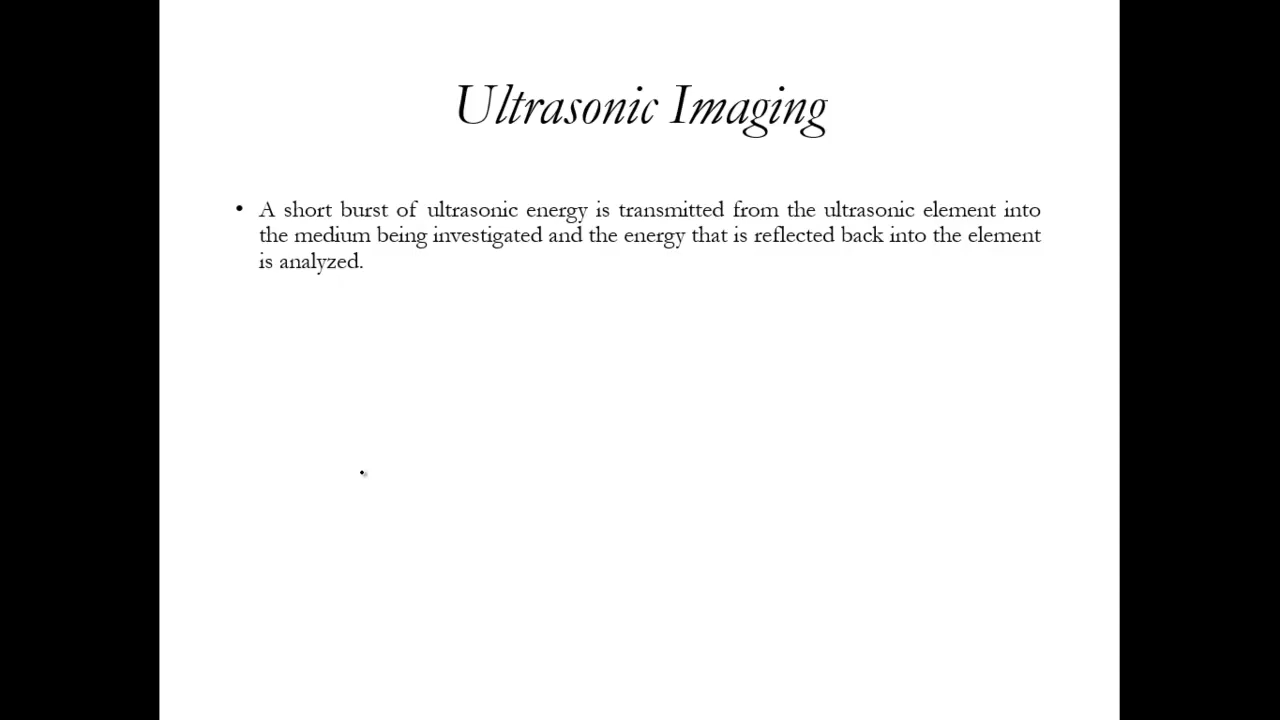 Ultrasonic Imaging
• A short burst of ultrasonic energy is transmitted from the ultrasonic element into
the medium being investigated and the energy that is reflected back into the element
is analyzed.